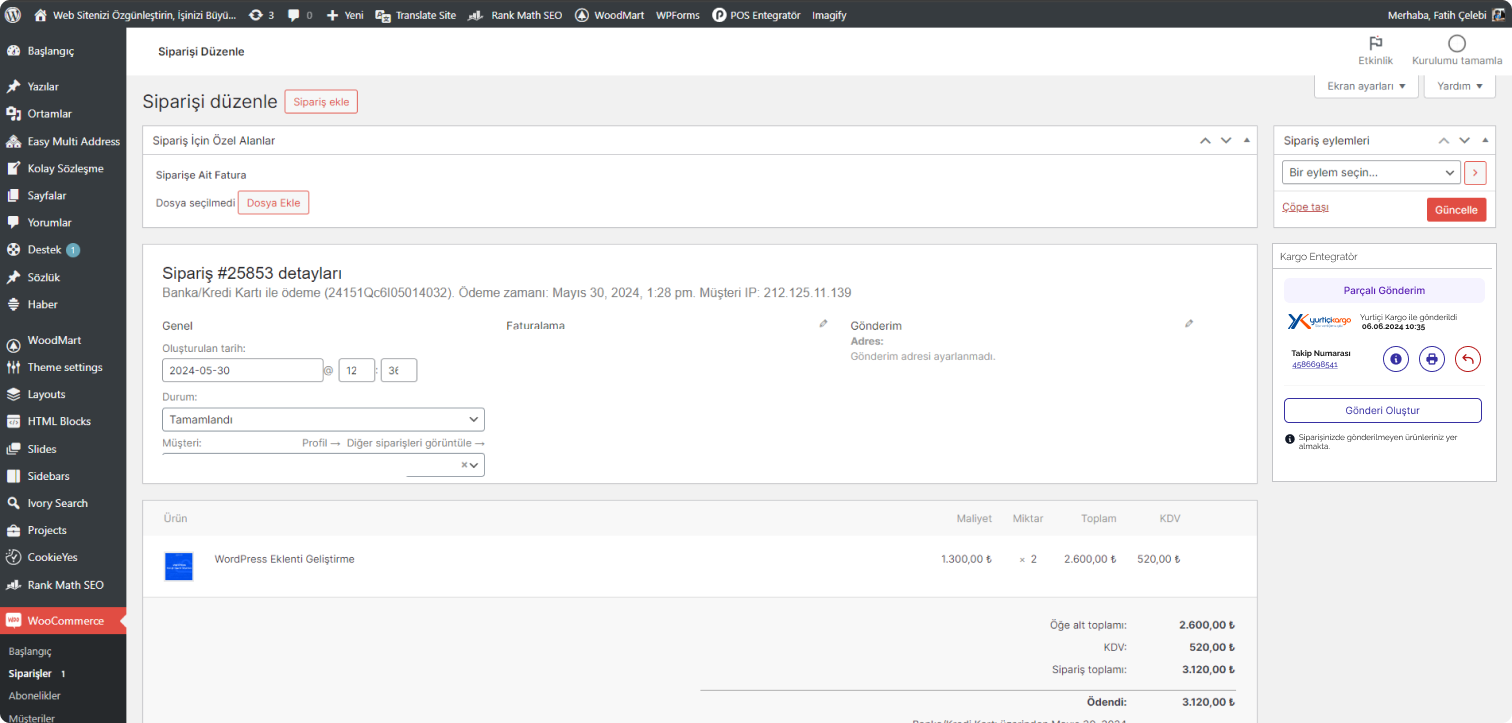 Web Sitenizi Özgünleştirin, İşinizi Büyü... 3 0 Yeni Translate Site Rank Math SEO WoodMart WPForms POS Entegratör Imagify Merhaba, Fatih Çelebi
Başlangıç
Yazılar
Ortamlar
Easy Multi Address
Kolay Sözleşme
Sayfalar
Yorumlar
Destek 1
Sözlük
Haber
WoodMart
Theme settings
Layouts
HTML Blocks
Slides
Sidebars
Ivory Search
Projects
CookieYes
Rank Math SEO
WooCommerce
Başlangıç
Siparişler 1
Abonelikler
Müşteriler
Siparişi Düzenle
Etkinlik
Kurulumu tamamla
Ekran ayarları ▼ Yardım ▼
Siparişi düzenle Sipariş ekle
Sipariş İçin Özel Alanlar
Siparişe Ait Fatura
Dosya seçilmedi Dosya Ekle
Sipariş #25853 detayları
Banka/Kredi Kartı ile ödeme (24151Qc6I05014032). Ödeme zamanı: Mayıs 30, 2024, 1:28 pm. Müşteri IP: 212.125.11.139
Genel
Oluşturulan tarih:
2024-05-30 @ 12 : 36
Durum:
Tamamlandı
Müşteri: Profil → Diğer siparişleri görüntüle →
×
Faturalama
Gönderim
Adres:
Gönderim adresi ayarlanmadı.
Ürün Maliyet Miktar Toplam KDV
WordPress Eklenti Geliştirme 1.300,00 ₺ × 2 2.600,00 ₺ 520,00 ₺
Öğe alt toplamı: 2.600,00 ₺
KDV: 520,00 ₺
Sipariş toplamı: 3.120,00 ₺
Ödendi: 3.120,00 ₺
Banka/Kredi Kartı üzerinden Mayıs 30, 2024
Sipariş eylemleri
Bir eylem seçin...
Çöpe taşı Güncelle
Kargo Entegratör
Parçalı Gönderim
yurtiçikargo
Yurtiçi Kargo ile gönderildi
06.06.2024 10:35
Takip Numarası
4586698541
Gönderi Oluştur
Siparişinizde gönderilmeyen ürünleriniz yer
almakta.